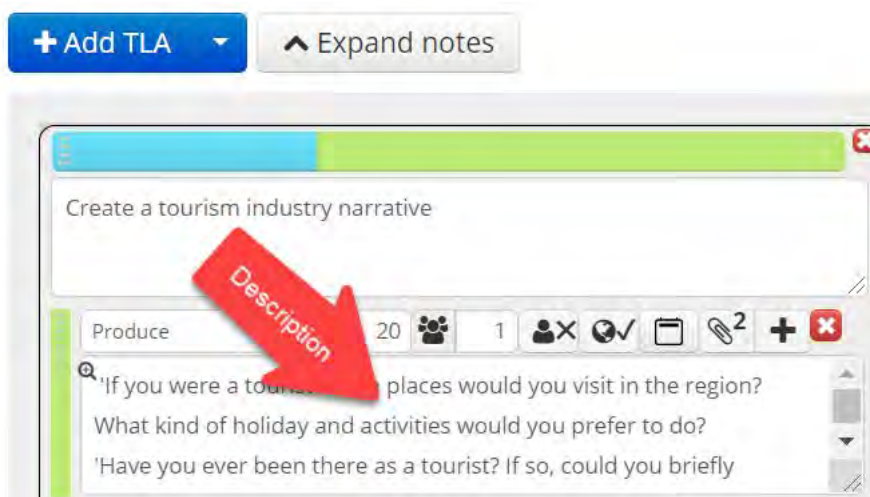 Add TLA
Expand notes
Create a tourism industry narrative
Description
Produce 20 1 2
'If you were a places would you visit in the region?
What kind of holiday and activities would you prefer to do?
'Have you ever been there as a tourist? If so, could you briefly